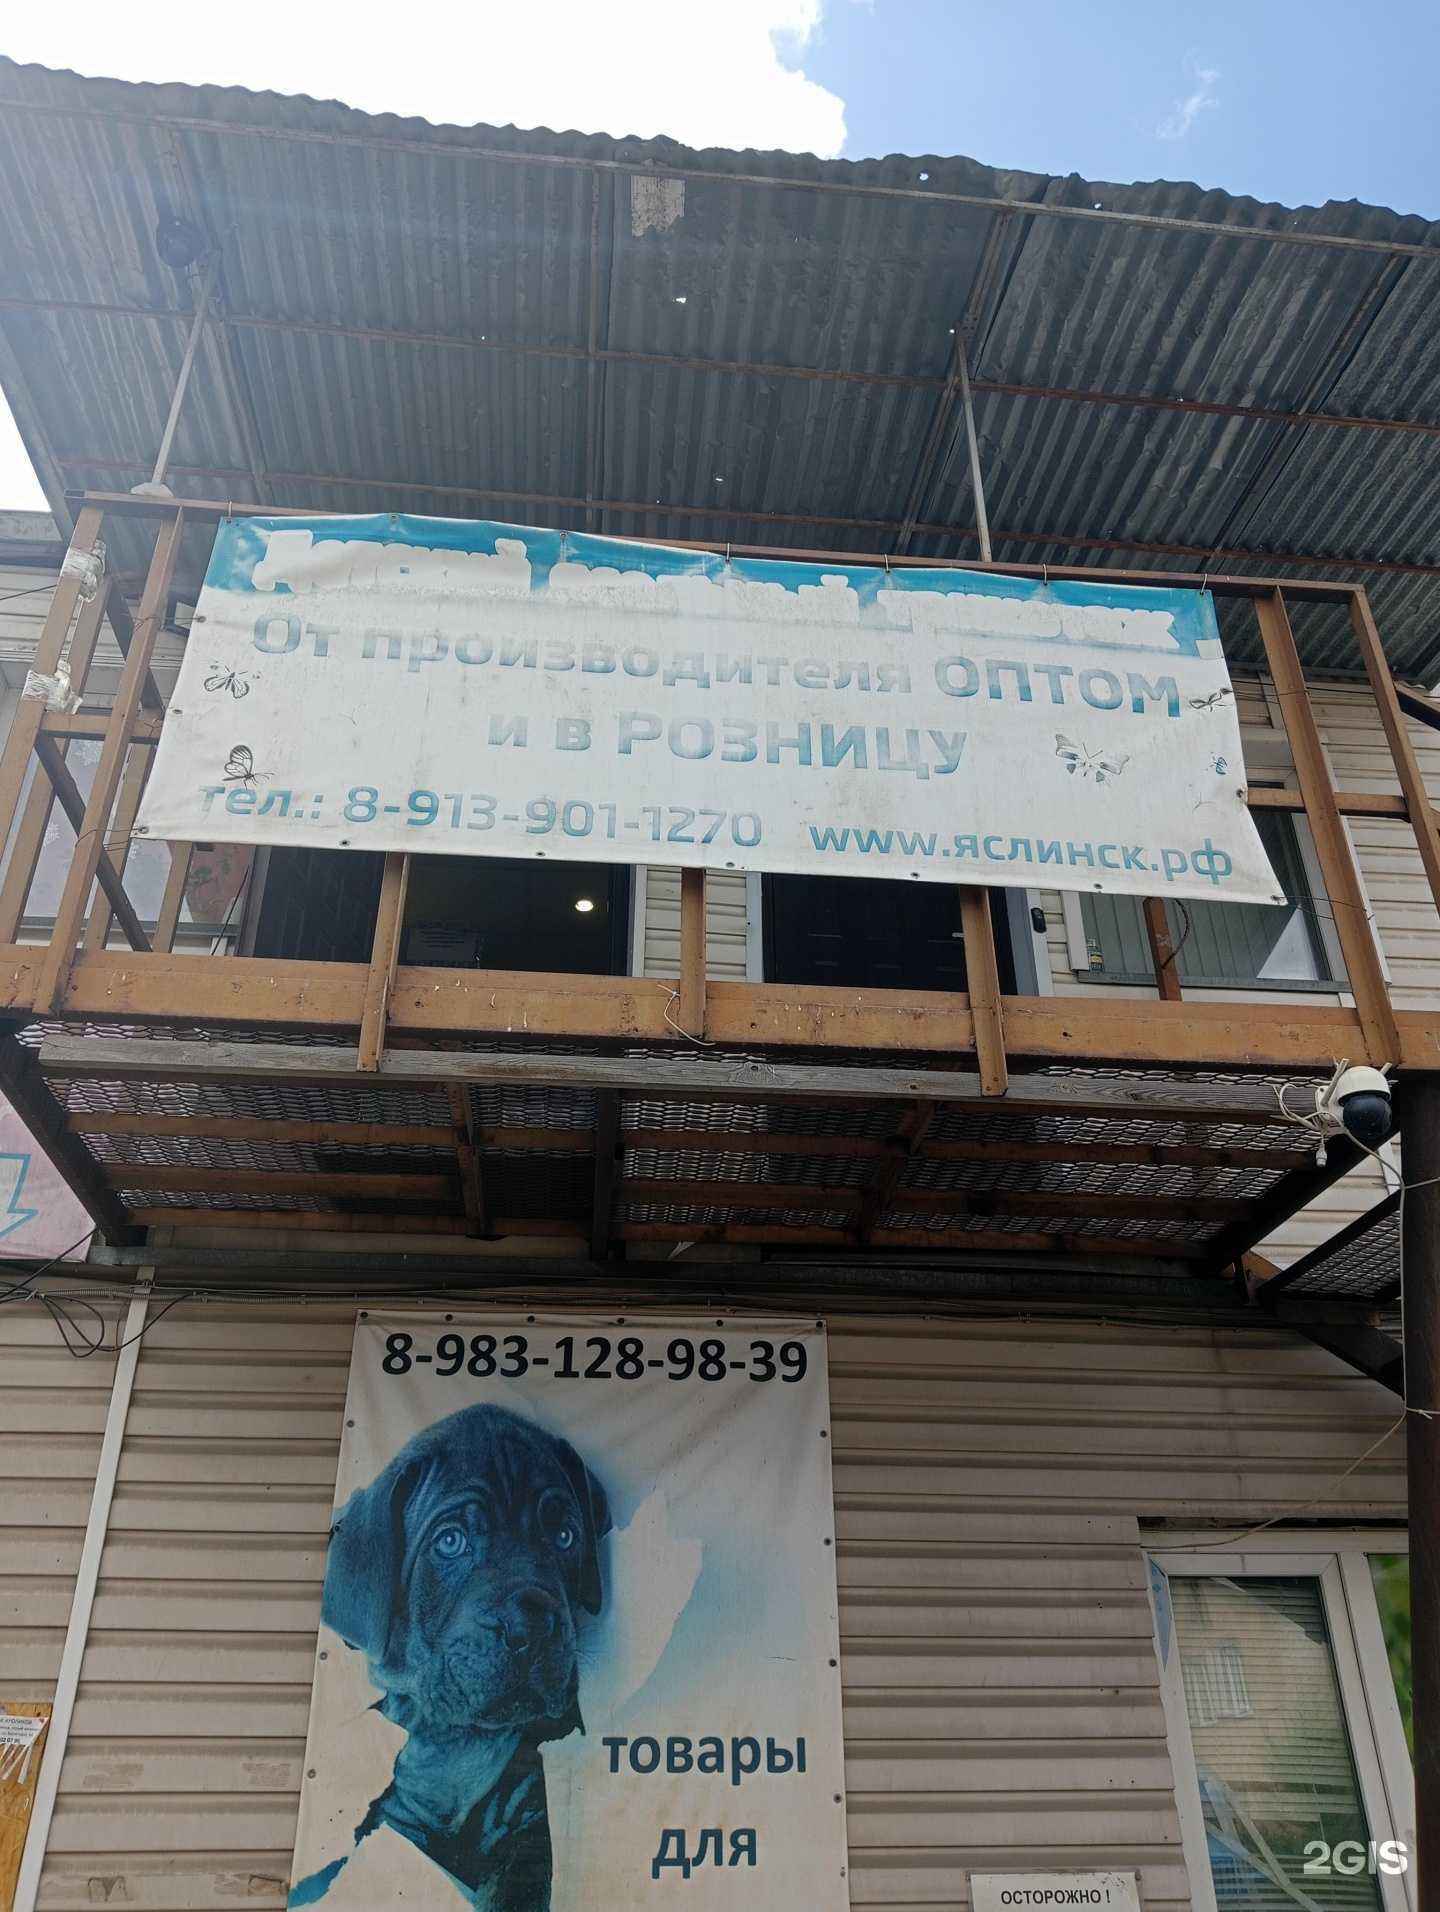 От производителя ОПТОМ
и в РОЗНИЦУ
тел.: 8-913-901-1270 www.яслинск.рф
8-983-128-98-39
товары
для
ОСТОРОЖНО !
2GIS